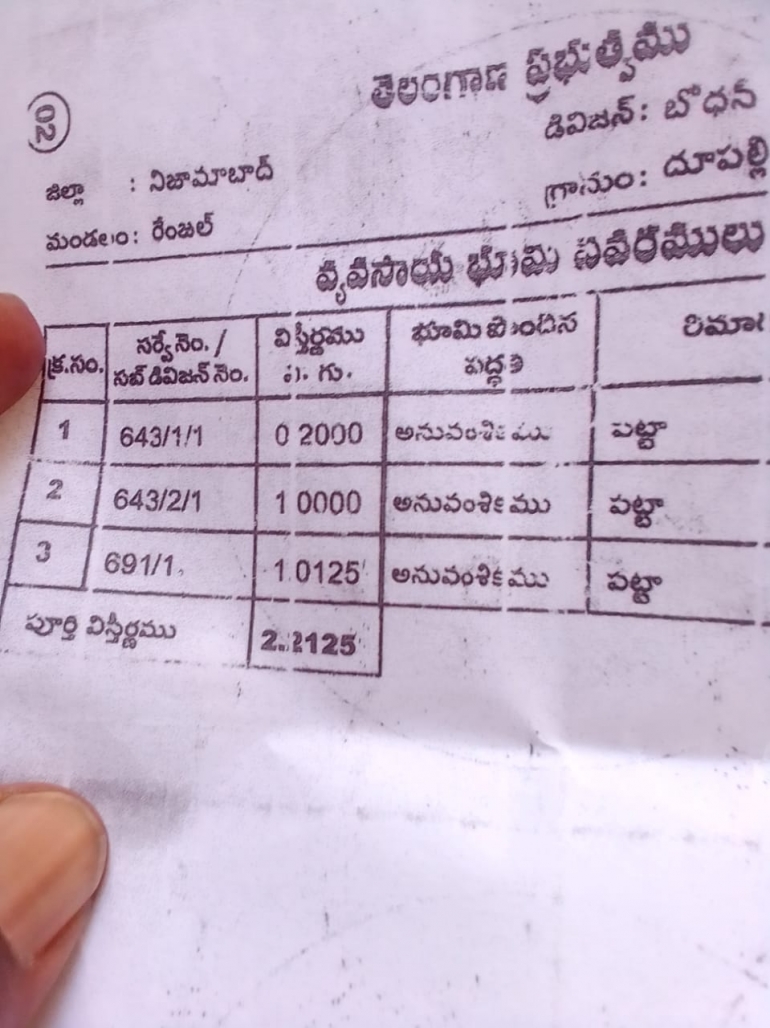 02
తెలంగాణ ప్రభుత్వము
డివిజన్ : బోధన్
జిల్లా : నిజామాబాద్
గ్రామం : దూపల్లి
మండలం : రేంజల్
వ్యవసాయ భూమి వివరములు
క్ర.సం. సర్వే నెం. / సబ్ డివిజన్ నెం. విస్తీర్ణము ఎ. గు. భూమి పొందిన పద్ధతి
1 643/1/1 0.2000 అనువంశికము పట్టా
2 643/2/1 1.0000 అనువంశికము పట్టా
3 691/1 1.0125 అనువంశికము పట్టా
పూర్తి విస్తీర్ణము 2.2125